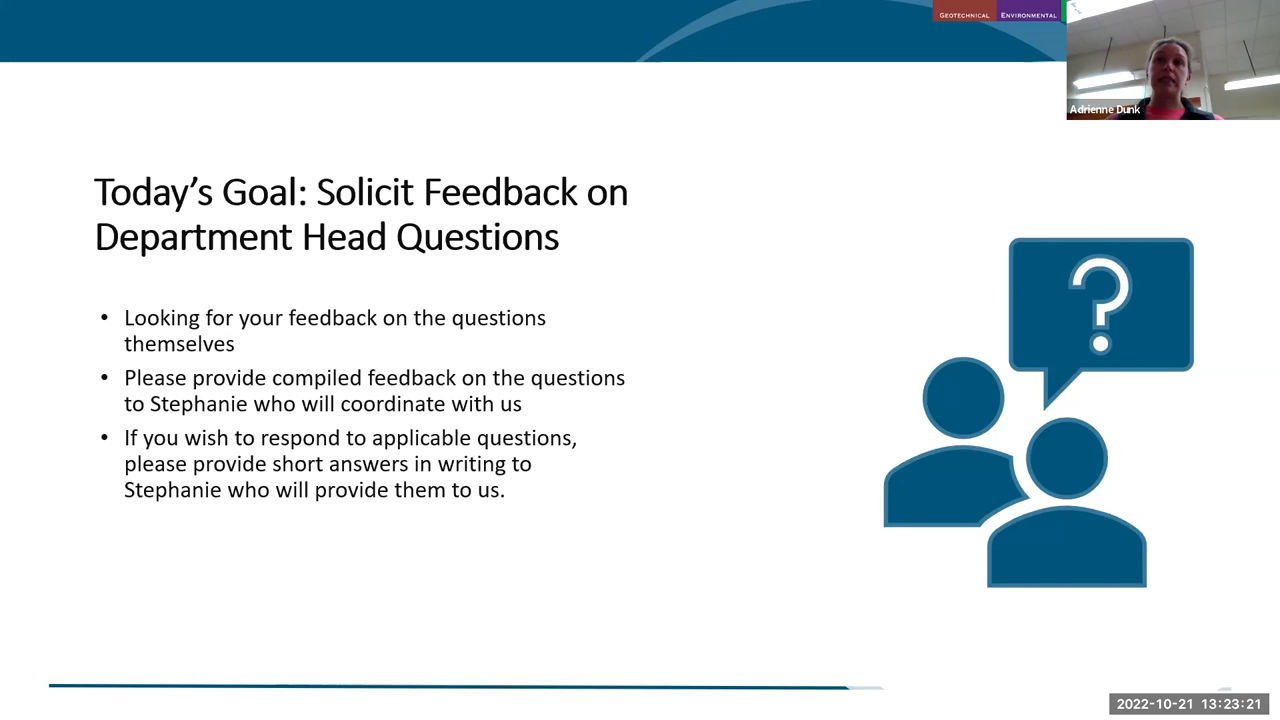 GEOTECHNICAL ENVIRONMENTAL
Adrienne Dunk
Today's Goal: Solicit Feedback on
Department Head Questions
• Looking for your feedback on the questions
themselves
• Please provide compiled feedback on the questions
to Stephanie who will coordinate with us
• If you wish to respond to applicable questions,
please provide short answers in writing to
Stephanie who will provide them to us.
?
2022-10-21 13:23:21